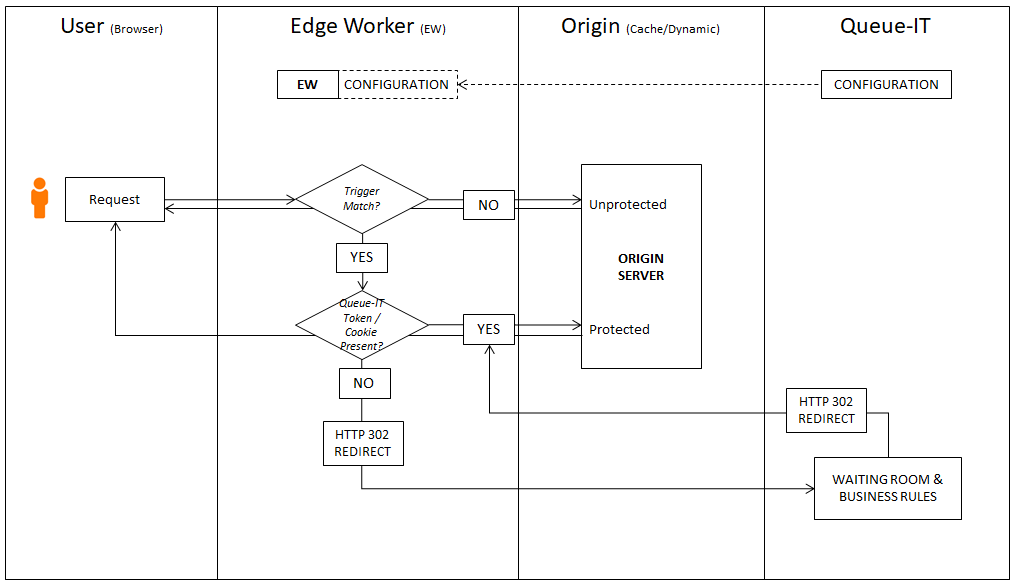 User (Browser)
Edge Worker (EW)
Origin (Cache/Dynamic)
Queue-IT
EW
CONFIGURATION
CONFIGURATION
Request
Trigger
Match?
NO
Unprotected
YES
ORIGIN
SERVER
Queue-IT
Token /
Cookie
Present?
YES
Protected
NO
HTTP 302
REDIRECT
HTTP 302
REDIRECT
WAITING ROOM &
BUSINESS RULES